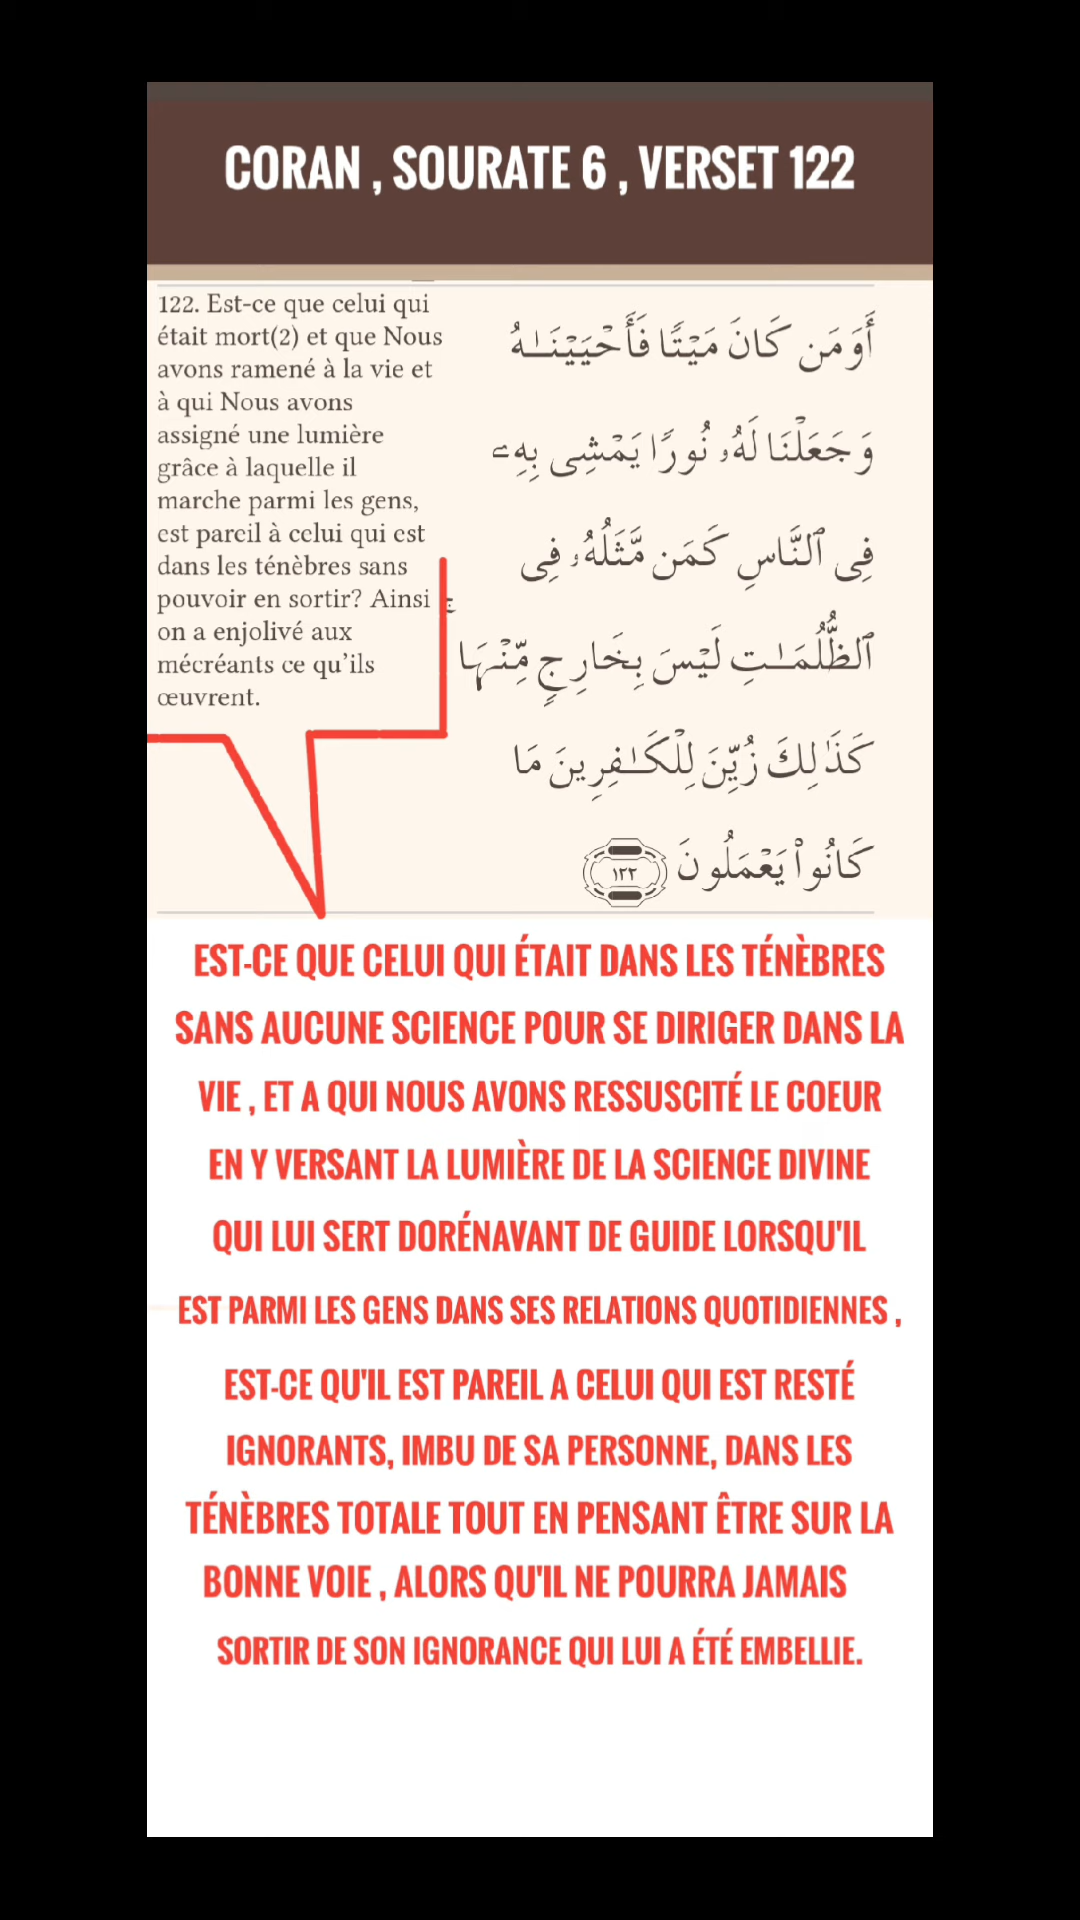 CORAN , SOURATE 6 , VERSET 122
122. Est-ce que celui qui
était mort(2) et que Nous
avons ramené à la vie et
à qui Nous avons
assigné une lumière
grâce à laquelle il
marche parmi les gens,
est pareil à celui qui est
dans les ténèbres sans
pouvoir en sortir? Ainsi
on a enjolivé aux
mécréants ce qu’ils
œuvrent.
أَوَمَن كَانَ مَيْتًا فَأَحْيَيْنَـٰهُ
وَجَعَلْنَا لَهُۥ نُورًا يَمْشِى بِهِۦ
فِى ٱلنَّاسِ كَمَن مَّثَلُهُۥ فِى
ٱلظُّلُمَـٰتِ لَيْسَ بِخَارِجٍ مِّنْهَا ۚ
كَذَٰلِكَ زُيِّنَ لِلْكَـٰفِرِينَ مَا
كَانُوا۟ يَعْمَلُونَ ١٢٢
EST-CE QUE CELUI QUI ÉTAIT DANS LES TÉNÈBRES
SANS AUCUNE SCIENCE POUR SE DIRIGER DANS LA
VIE , ET A QUI NOUS AVONS RESSUSCITÉ LE COEUR
EN Y VERSANT LA LUMIÈRE DE LA SCIENCE DIVINE
QUI LUI SERT DORÉNAVANT DE GUIDE LORSQU'IL
EST PARMI LES GENS DANS SES RELATIONS QUOTIDIENNES ,
EST-CE QU'IL EST PAREIL A CELUI QUI EST RESTÉ
IGNORANTS, IMBU DE SA PERSONNE, DANS LES
TÉNÈBRES TOTALE TOUT EN PENSANT ÊTRE SUR LA
BONNE VOIE , ALORS QU'IL NE POURRA JAMAIS
SORTIR DE SON IGNORANCE QUI LUI A ÉTÉ EMBELLIE.